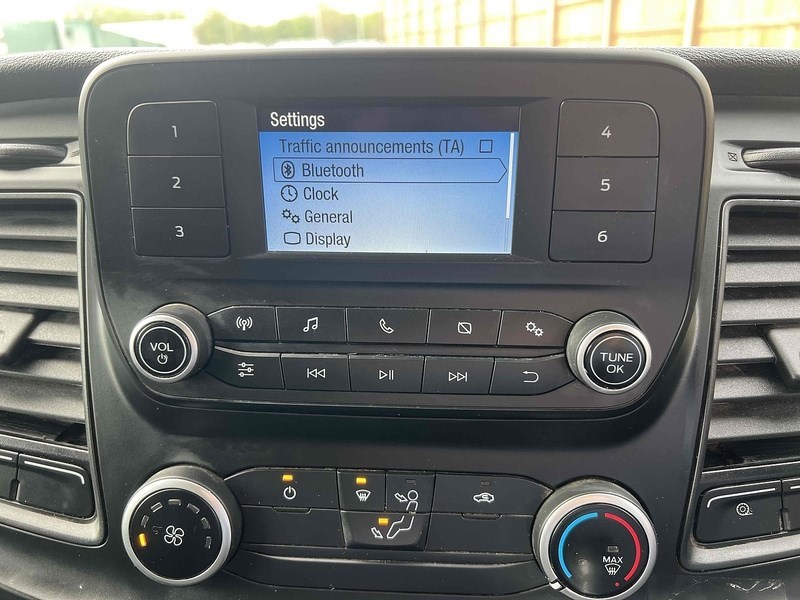 Settings
Traffic announcements (TA)
Bluetooth
Clock
General
Display
1
2
3
4
5
6
VOL
TUNE
OK
MAX